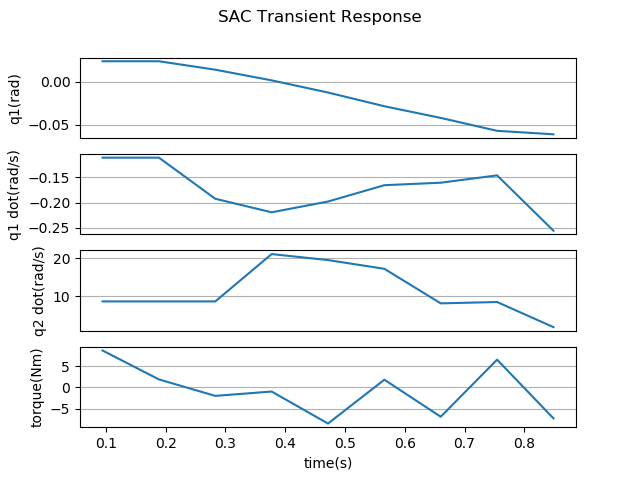 SAC Transient Response
q1(rad)
0.00
−0.05
q1 dot(rad/s)
−0.15
−0.20
−0.25
q2 dot(rad/s)
20
10
torque(Nm)
5
0
−5
0.1 0.2 0.3 0.4 0.5 0.6 0.7 0.8
time(s)